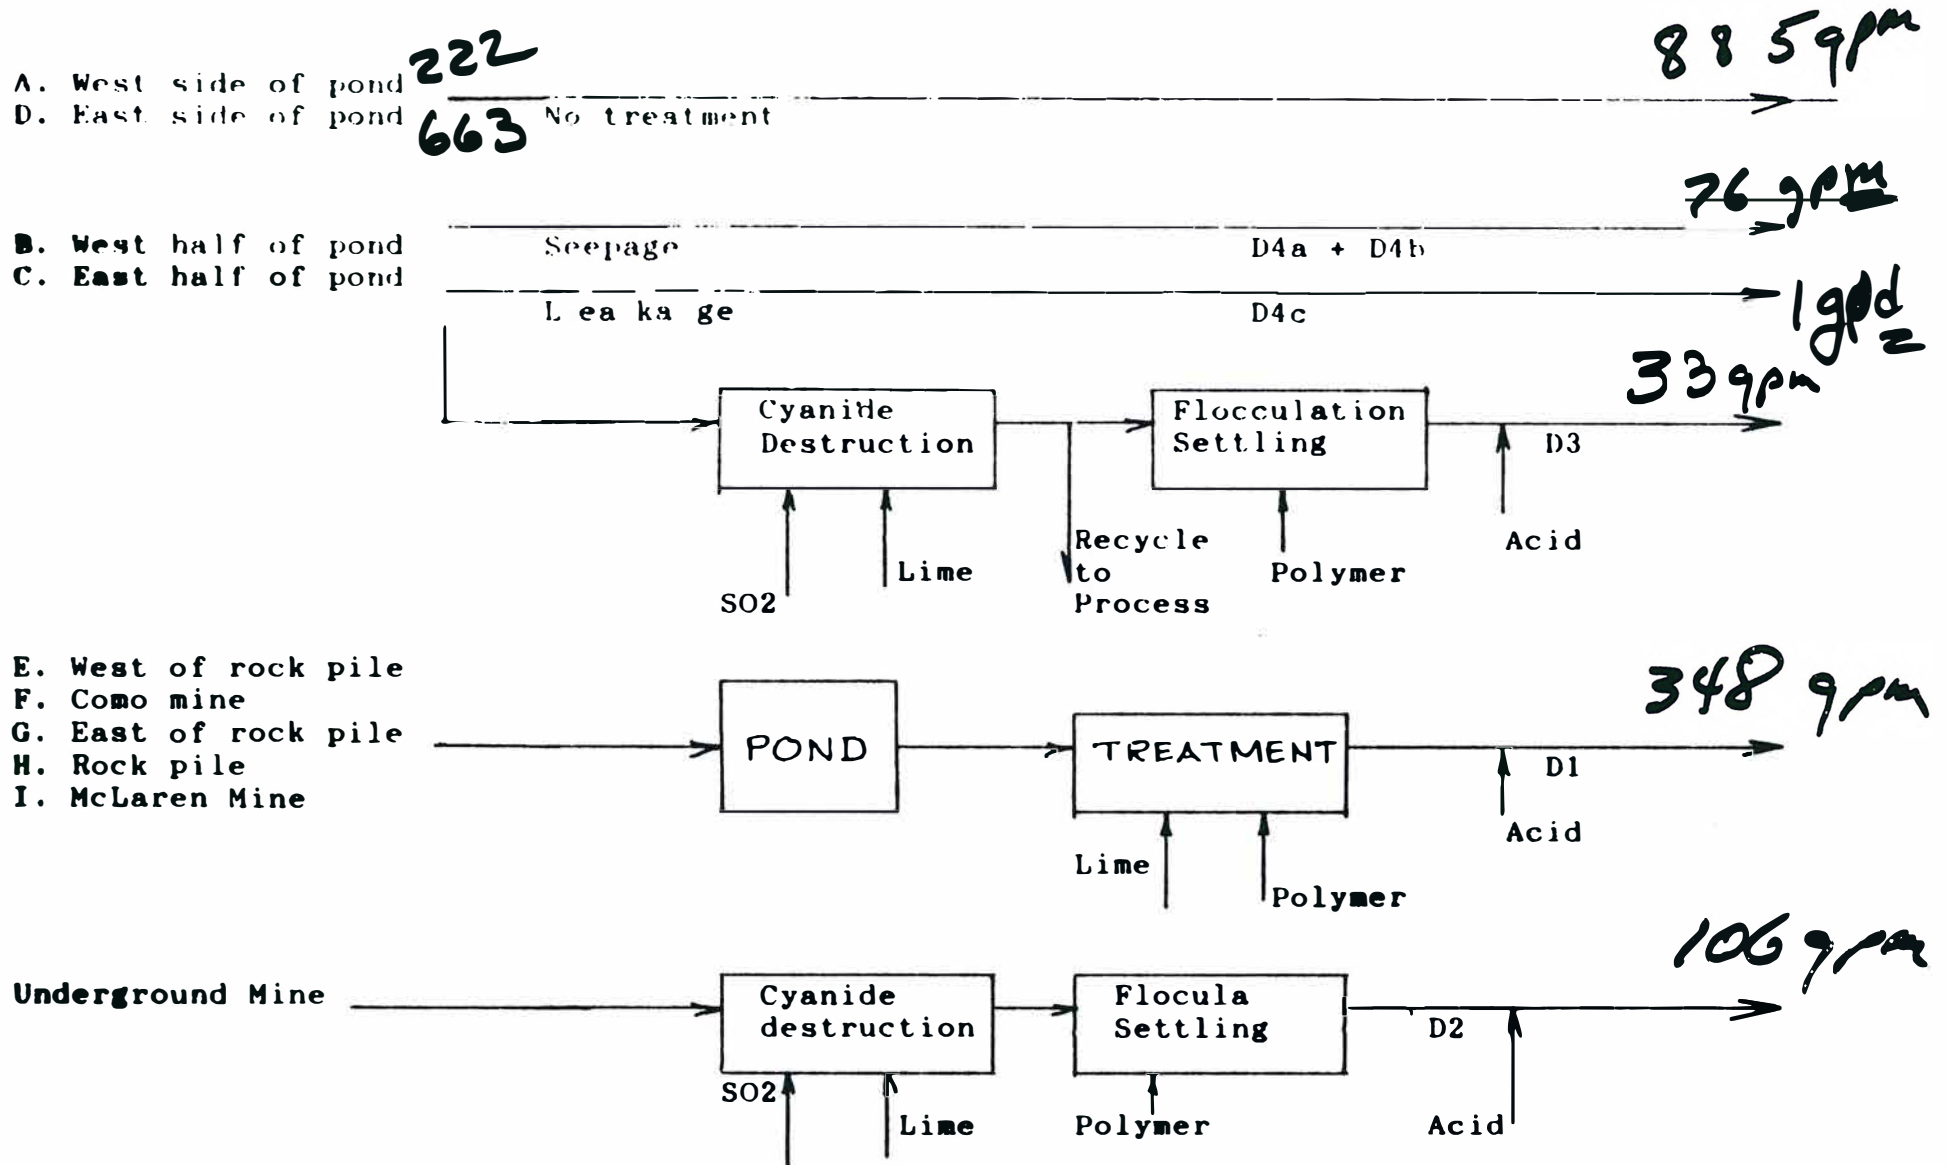 A. West side of pond 222
D. East side of pond 663 No treatment
885 gpm
B. West half of pond
C. East half of pond
Seepage D4a + D4b 76 gpm
Leakage D4c 1 gpd
Cyanide
Destruction
Flocculation
Settling
D3
33 gpm
SO2
Lime
Recycle
to
Process
Polymer
Acid
E. West of rock pile
F. Como mine
G. East of rock pile
H. Rock pile
I. McLaren Mine
POND
TREATMENT
D1
348 gpm
Lime
Polymer
Acid
Underground Mine
Cyanide
destruction
Flocula
Settling
D2
106 gpm
SO2
Lime
Polymer
Acid